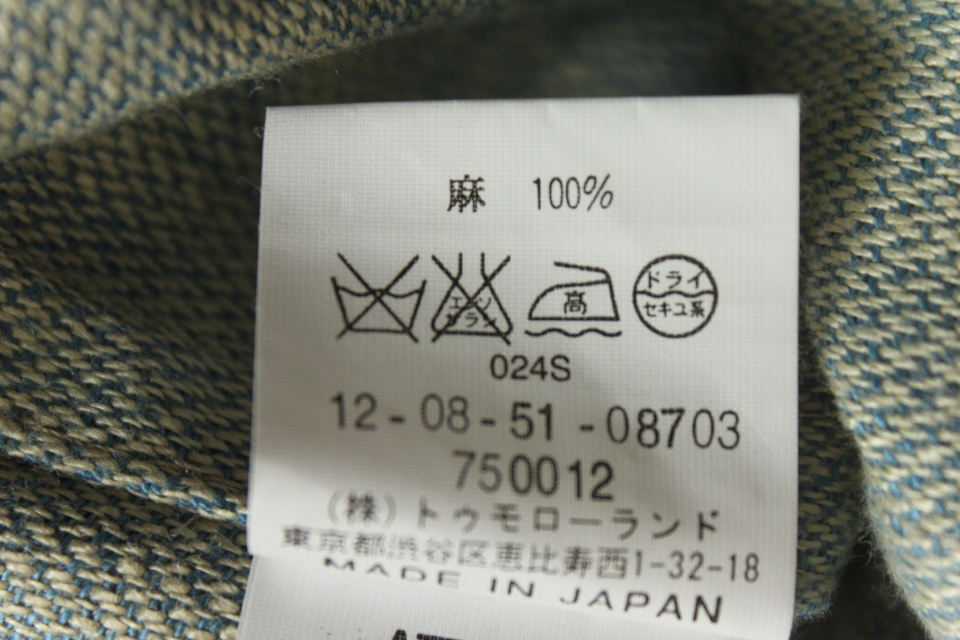 麻 100%
エンソ
サラシ
高
ドライ
セキユ系
024S
12-08-51-08703
750012
(株)トゥモローランド
東京都渋谷区恵比寿西1-32-18
MADE IN JAPAN